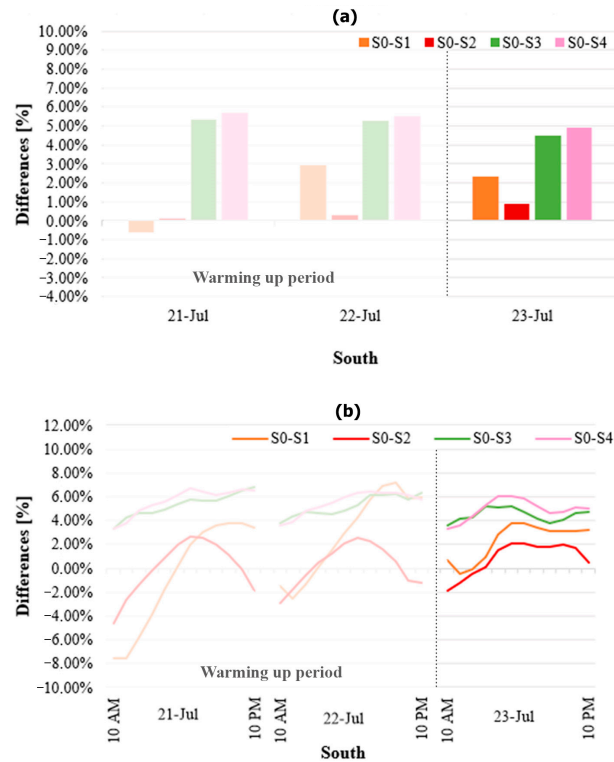 (a)
10.00%
9.00%
8.00%
7.00%
6.00%
5.00%
4.00%
3.00%
2.00%
1.00%
0.00%
−1.00%
−2.00%
−3.00%
−4.00%
Differences [%]
S0-S1 S0-S2 S0-S3 S0-S4
Warming up period
21-Jul 22-Jul 23-Jul
South
(b)
12.00%
10.00%
8.00%
6.00%
4.00%
2.00%
0.00%
−2.00%
−4.00%
−6.00%
−8.00%
−10.00%
Differences [%]
S0-S1 S0-S2 S0-S3 S0-S4
Warming up period
10 AM 21-Jul 10 PM 10 AM 22-Jul 10 PM 10 AM 23-Jul 10 PM
South